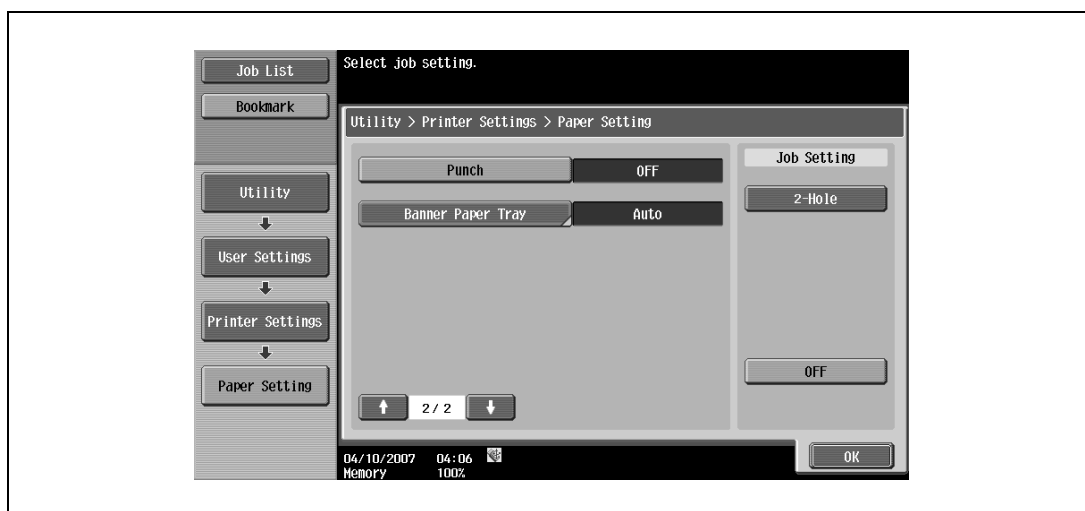 Job List
Bookmark
Utility
User Settings
Printer Settings
Paper Setting
Select job setting.
Utility > Printer Settings > Paper Setting
Punch OFF
Banner Paper Tray Auto
2/2
Job Setting
2-Hole
OFF
04/10/2007 04:06
Memory 100%
OK